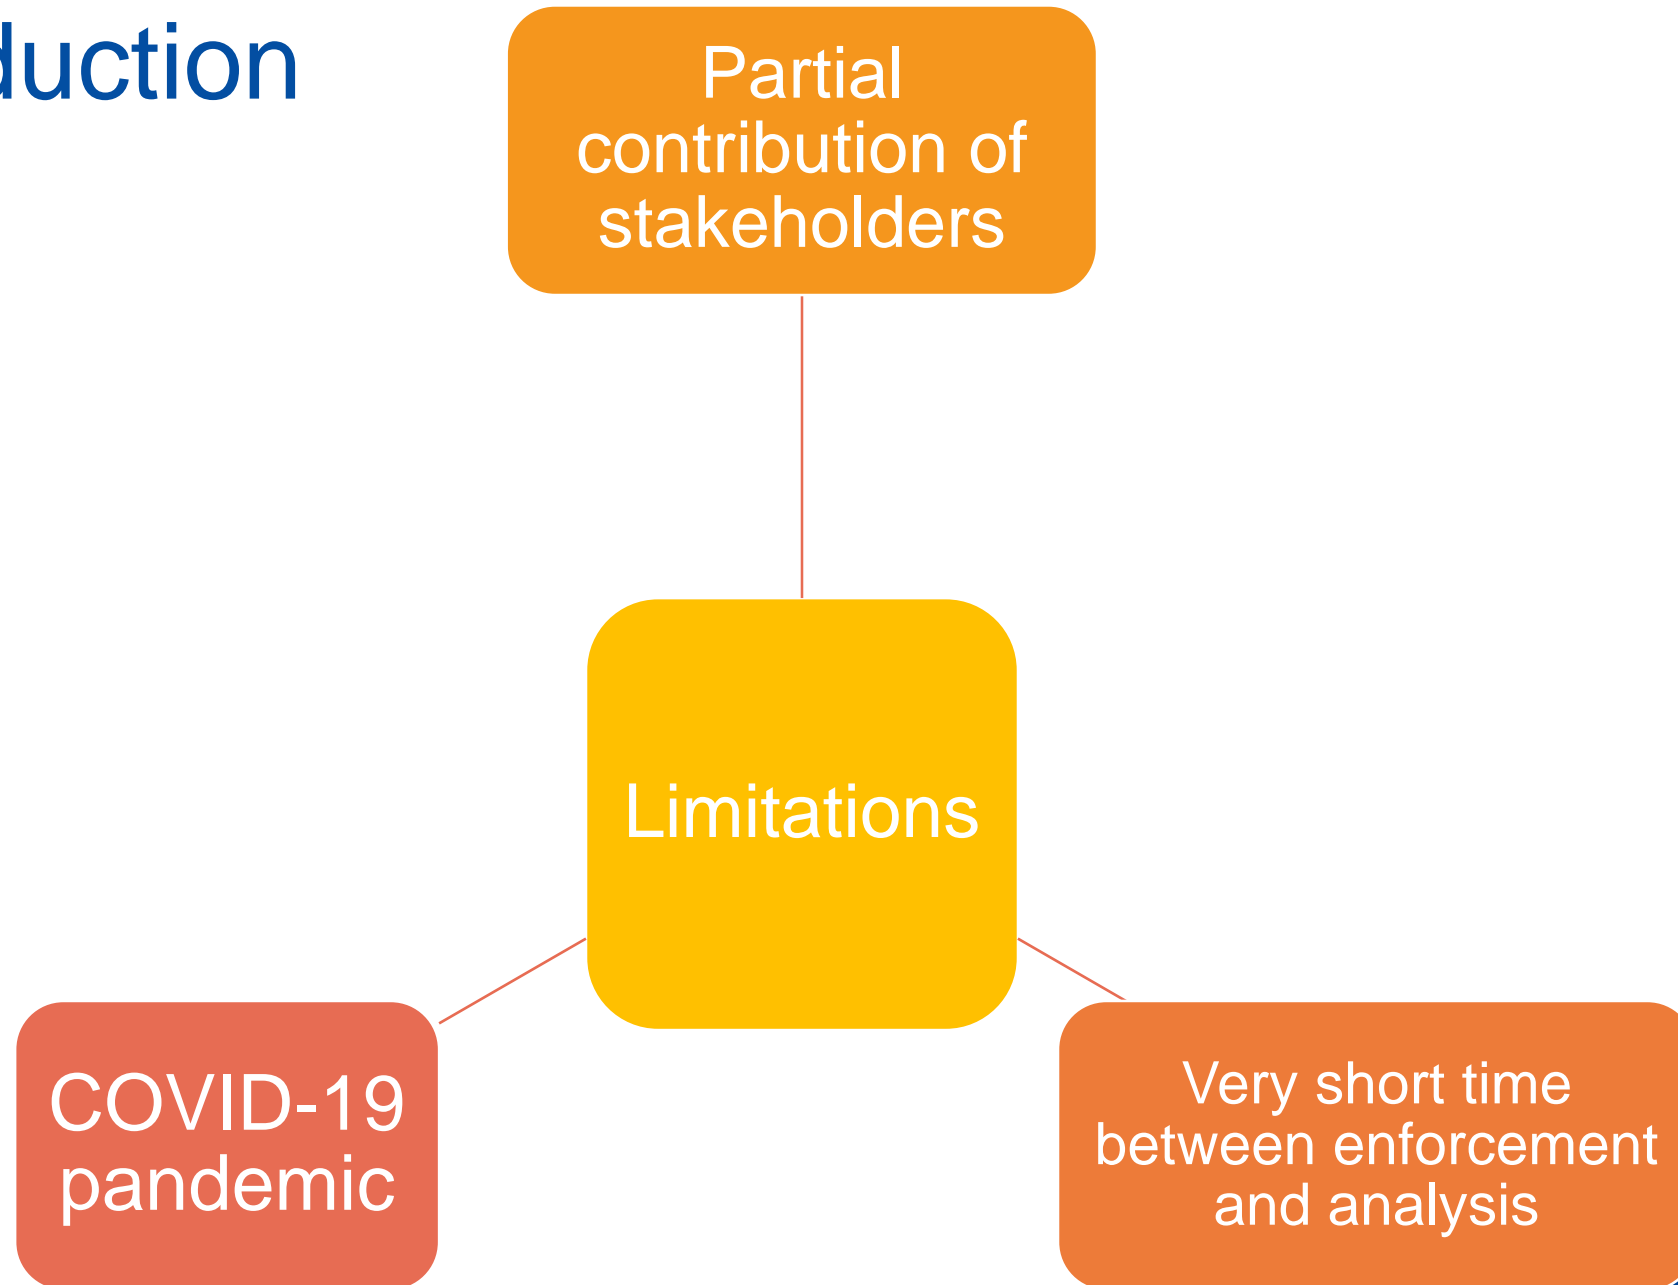 duction
Partial
contribution of
stakeholders
Limitations
COVID-19
pandemic
Very short time
between enforcement
and analysis